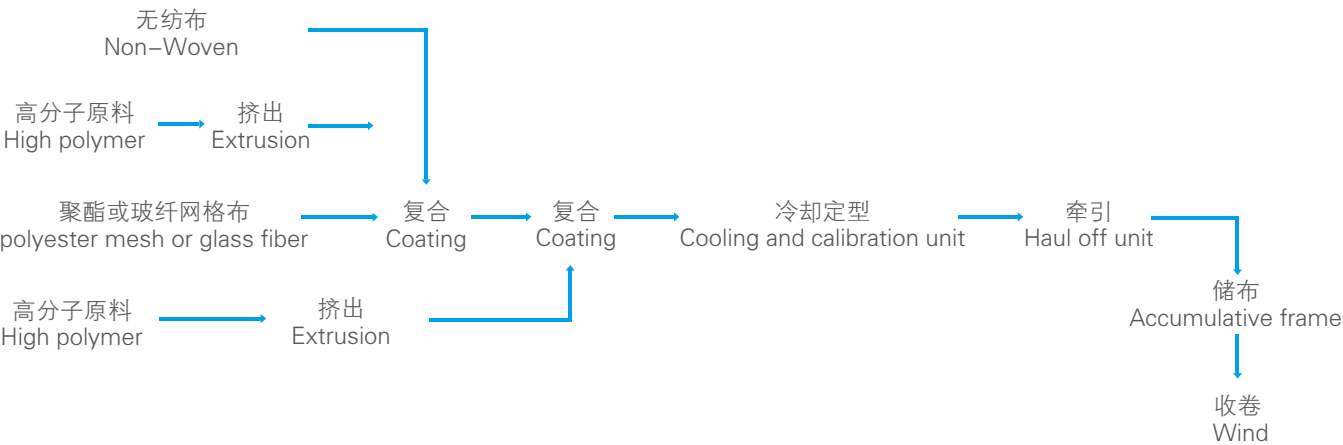 无纺布
Non–Woven
高分子原料
High polymer
挤出
Extrusion
聚酯或玻纤网格布
polyester mesh or glass fiber
复合
Coating
复合
Coating
冷却定型
Cooling and calibration unit
牵引
Haul off unit
高分子原料
High polymer
挤出
Extrusion
储布
Accumulative frame
收卷
Wind